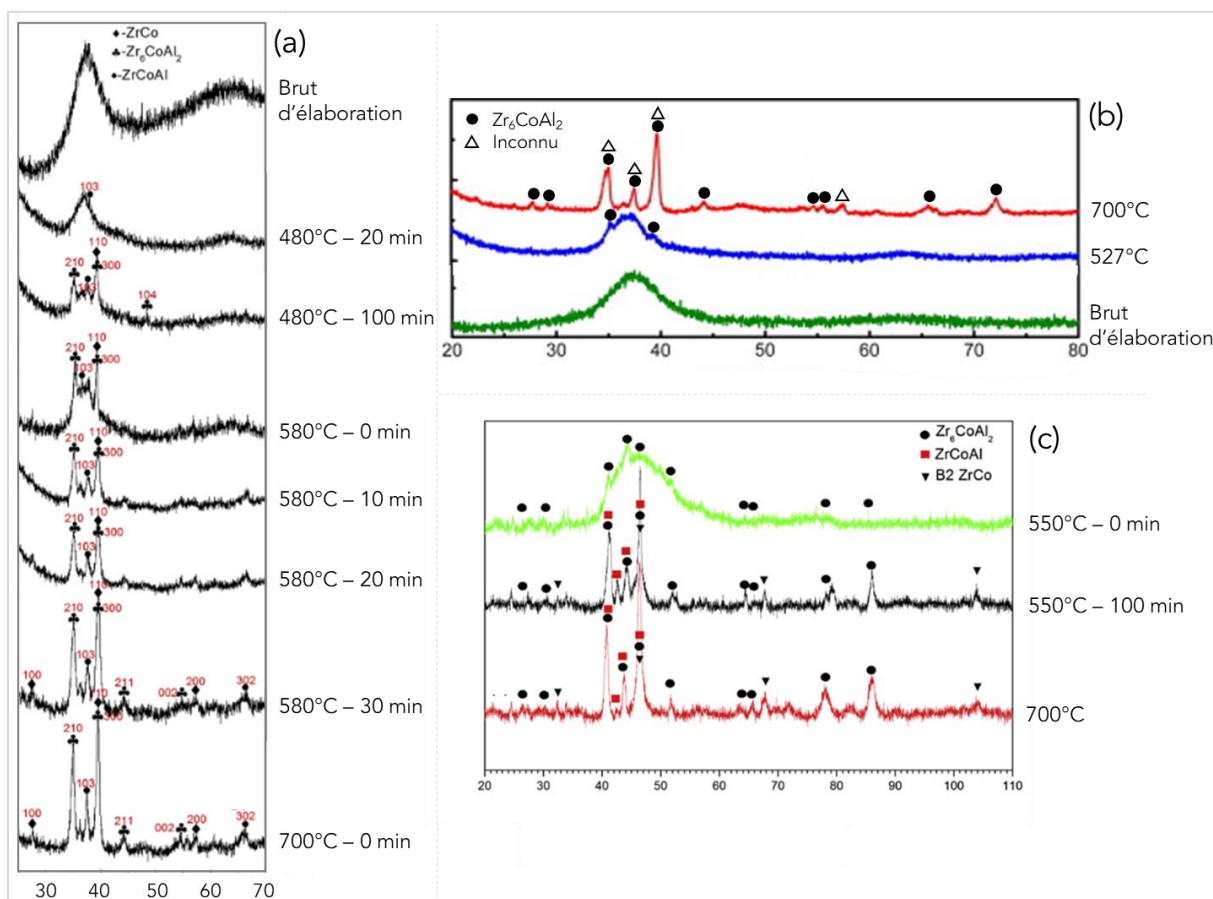 (a)
♦-ZrCo
♣-Zr₆CoAl₂
•-ZrCoAl
Brut
d’élaboration
103
480°C – 20 min
110
210
300
103
104
480°C – 100 min
110
210
300
103
580°C – 0 min
110
210
300
103
580°C – 10 min
110
210
300
103
580°C – 20 min
110
210
300
103
100
211
002
200
302
580°C – 30 min
110
210
300
103
100
211
002
200
302
700°C – 0 min
30 40 50 60 70
(b)
● Zr₆CoAl₂
△ Inconnu
700°C
527°C
Brut
d’élaboration
20 30 40 50 60 70 80
(c)
● Zr₆CoAl₂
■ ZrCoAl
▼ B2 ZrCo
550°C – 0 min
550°C – 100 min
700°C
20 30 40 50 60 70 80 90 100 110